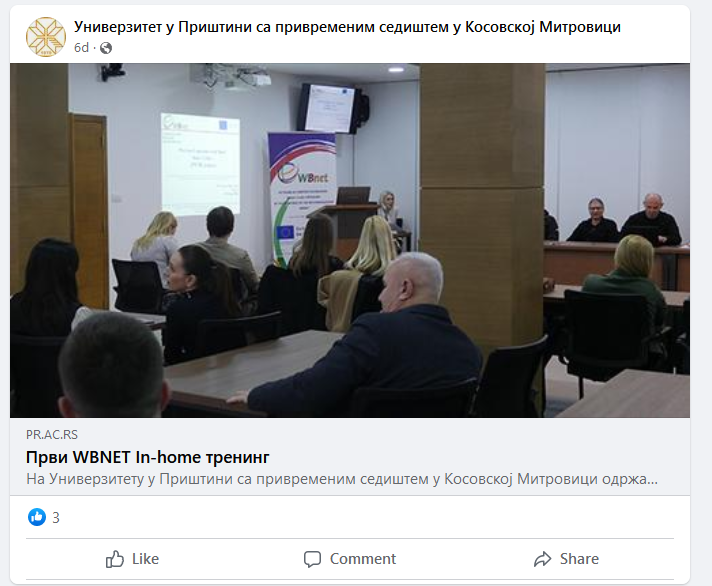 Универзитет у Приштини са привременим седиштем у Косовској Митровици
6d
WBnet
WBnet
PR.AC.RS
Први WBNET In-home тренинг
На Универзитету у Приштини са привременим седиштем у Косовској Митровици одржа...
3
Like
Comment
Share